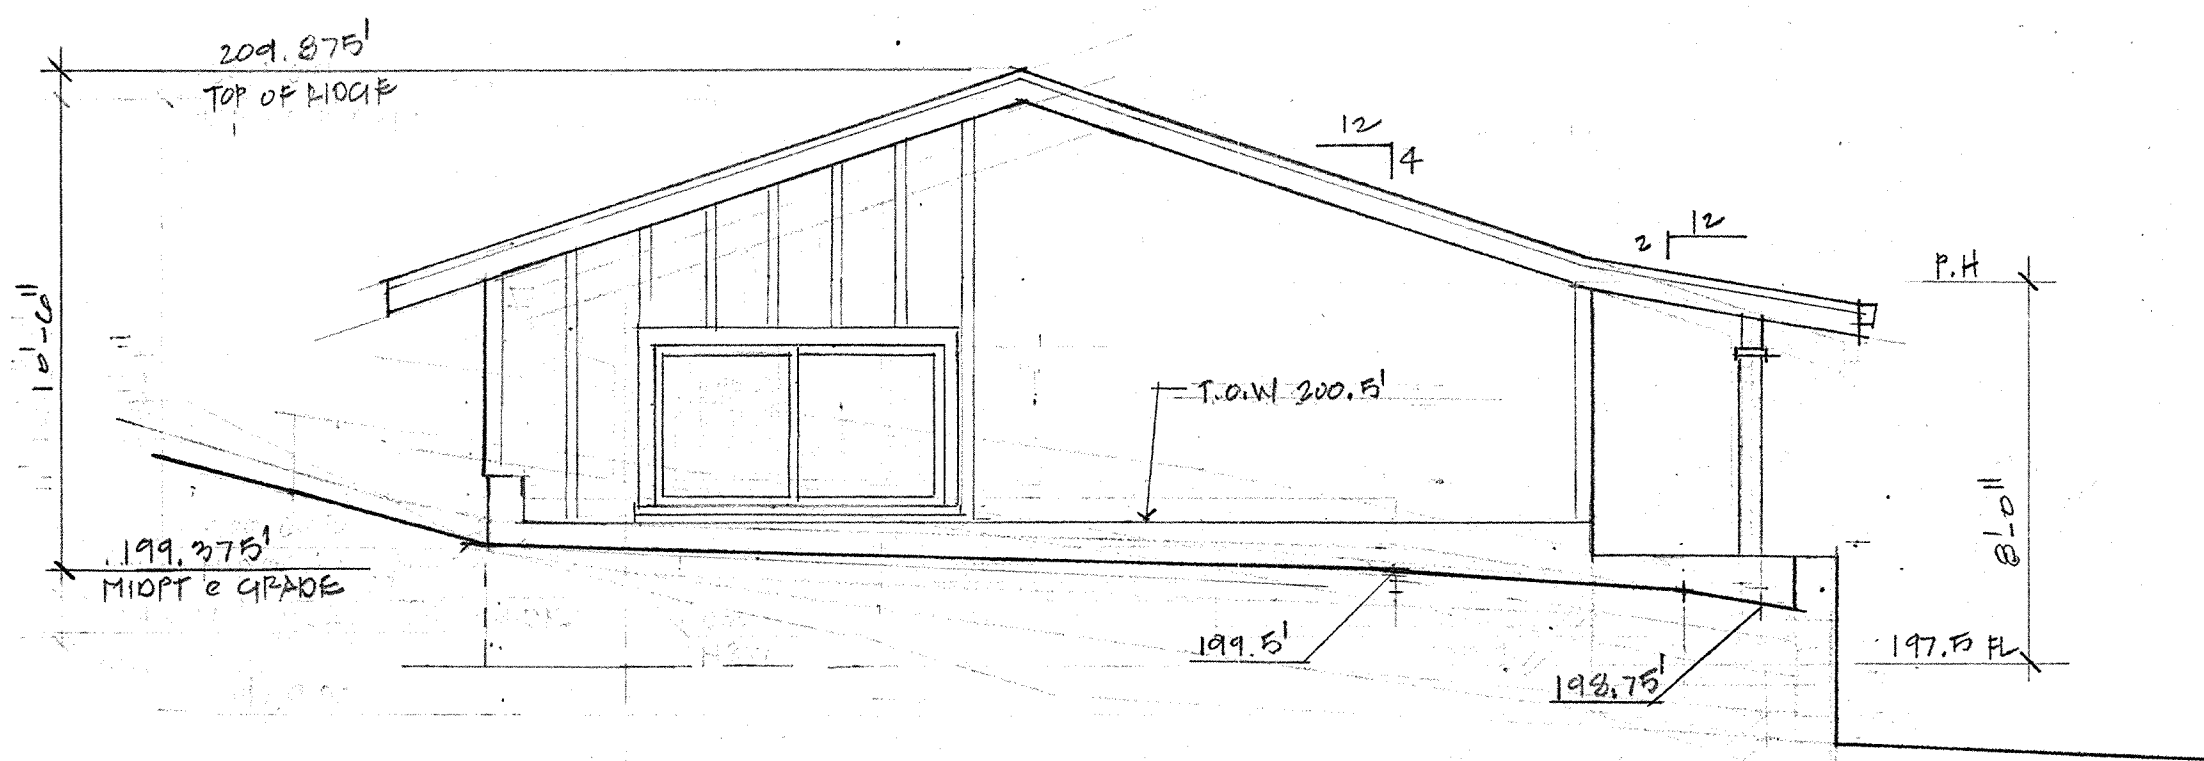 209.875'
TOP OF RIDGE
12
4
12
2
P.H
10'-6"
T.O.W 200.5'
8'-0"
199.375'
MIDPT @ GRADE
199.5'
197.5 FL
198.75'